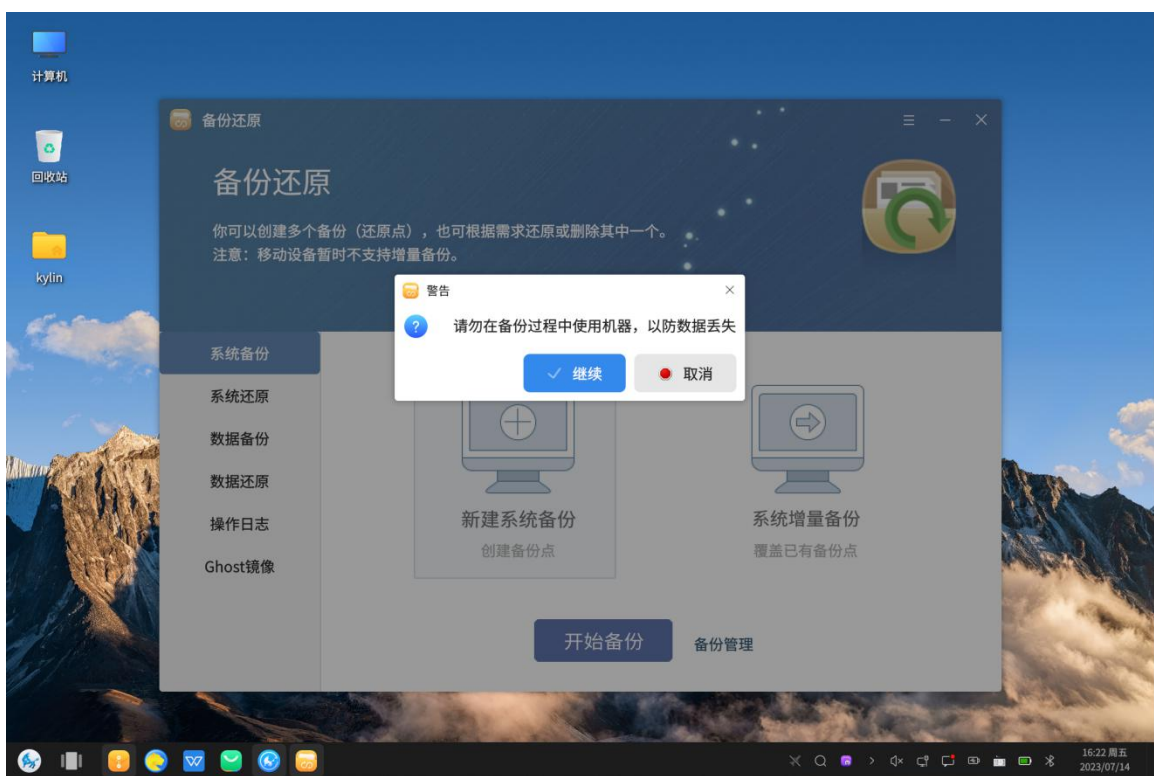 计算机
回收站
kylin
备份还原
备份还原
你可以创建多个备份（还原点），也可根据需求还原或删除其中一个。
注意：移动设备暂时不支持增量备份。
警告
请勿在备份过程中使用机器，以防数据丢失
继续
取消
系统备份
系统还原
数据备份
数据还原
操作日志
Ghost镜像
新建系统备份
创建备份点
系统增量备份
覆盖已有备份点
开始备份
备份管理
16:22 周五
2023/07/14